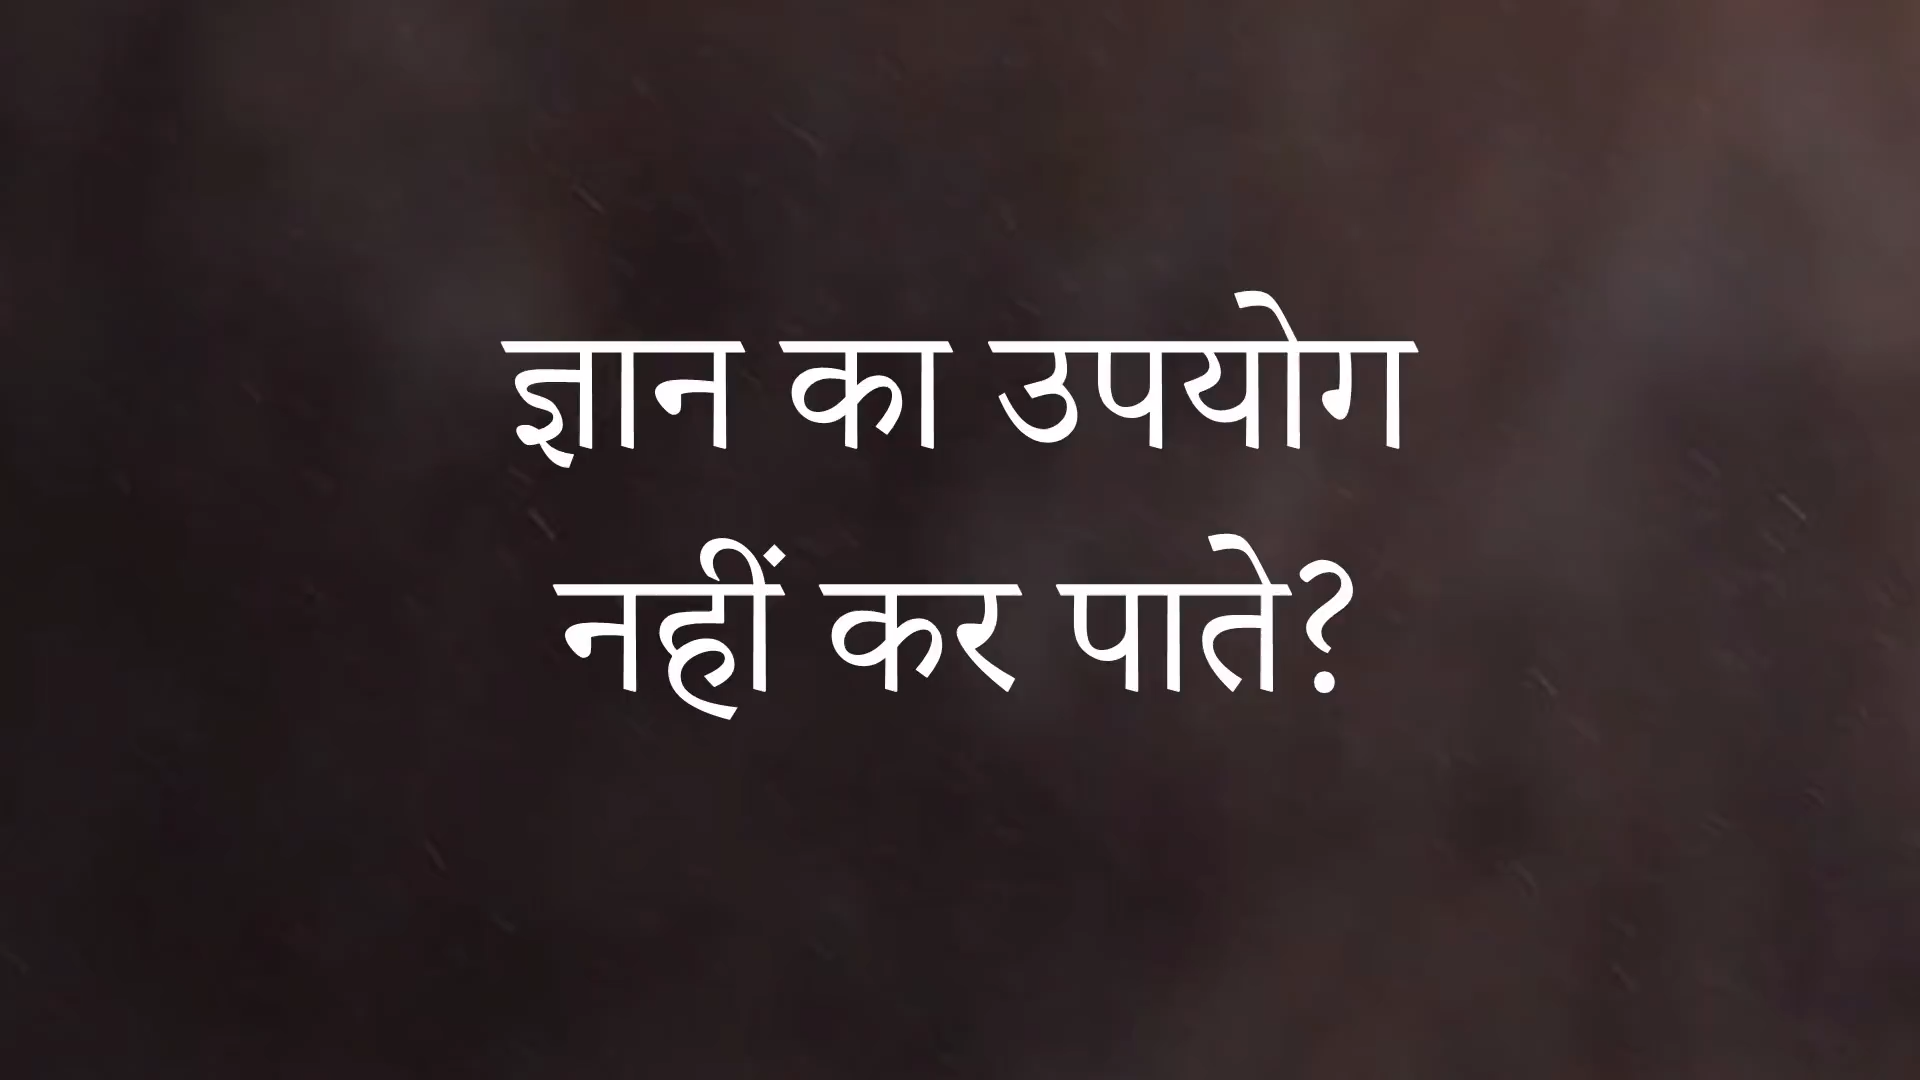 ज्ञान का उपयोग
नहीं कर पाते?